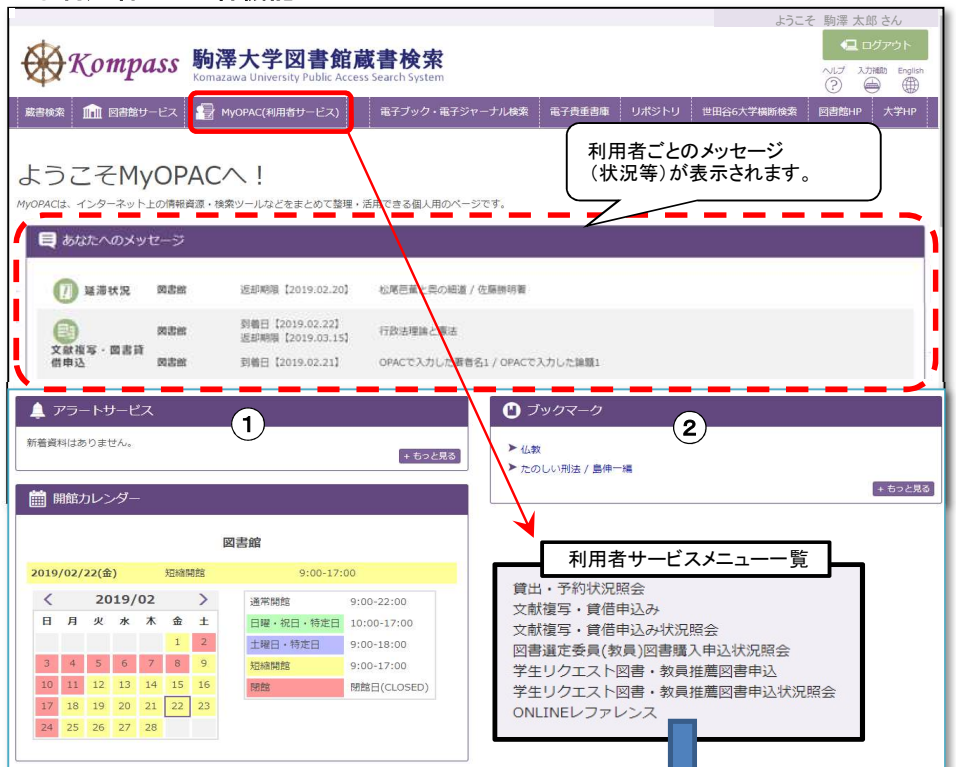 ようこそ 駒澤 太郎 さん
Kompass
駒澤大学図書館蔵書検索
Komazawa University Public Access Search System
ログアウト
ヘルプ 入力補助 English
蔵書検索 図書館サービス MyOPAC(利用者サービス) 電子ブック・電子ジャーナル検索 電子貴重書庫 リポジトリ 世田谷6大学横断検索 図書館HP 大学HP
利用者ごとのメッセージ
(状況等)が表示されます。
ようこそMyOPACへ！
MyOPACは、インターネット上の情報資源・検索ツールなどをまとめて整理・活用できる個人用のページです。
あなたへのメッセージ
延滞状況 図書館 返却期限【2019.02.20】 松尾芭蕉と奥の細道 / 佐藤勝明著
文献複写・図書貸借申込 図書館 到着日【2019.02.22】
返却期限【2019.03.15】 行政法理論と憲法
図書館 到着日【2019.02.21】 OPACで入力した著者名1 / OPACで入力した論題1
アラートサービス
①
新着資料はありません。
+ もっと見る
ブックマーク
②
仏教
たのしい刑法 / 島伸一編
+ もっと見る
開館カレンダー
図書館
2019/02/22(金) 短縮開館 9:00-17:00
2019/02
日 月 火 水 木 金 土
1 2
3 4 5 6 7 8 9
10 11 12 13 14 15 16
17 18 19 20 21 22 23
24 25 26 27 28
通常開館 9:00-22:00
日曜・祝日・特定日 10:00-17:00
土曜日・特定日 9:00-18:00
短縮開館 9:00-17:00
閉館 閉館日(CLOSED)
利用者サービスメニュー一覧
貸出・予約状況照会
文献複写・貸借申込み
文献複写・貸借申込み状況照会
図書選定委員(教員)図書購入申込状況照会
学生リクエスト図書・教員推薦図書申込
学生リクエスト図書・教員推薦図書申込状況照会
ONLINEレファレンス